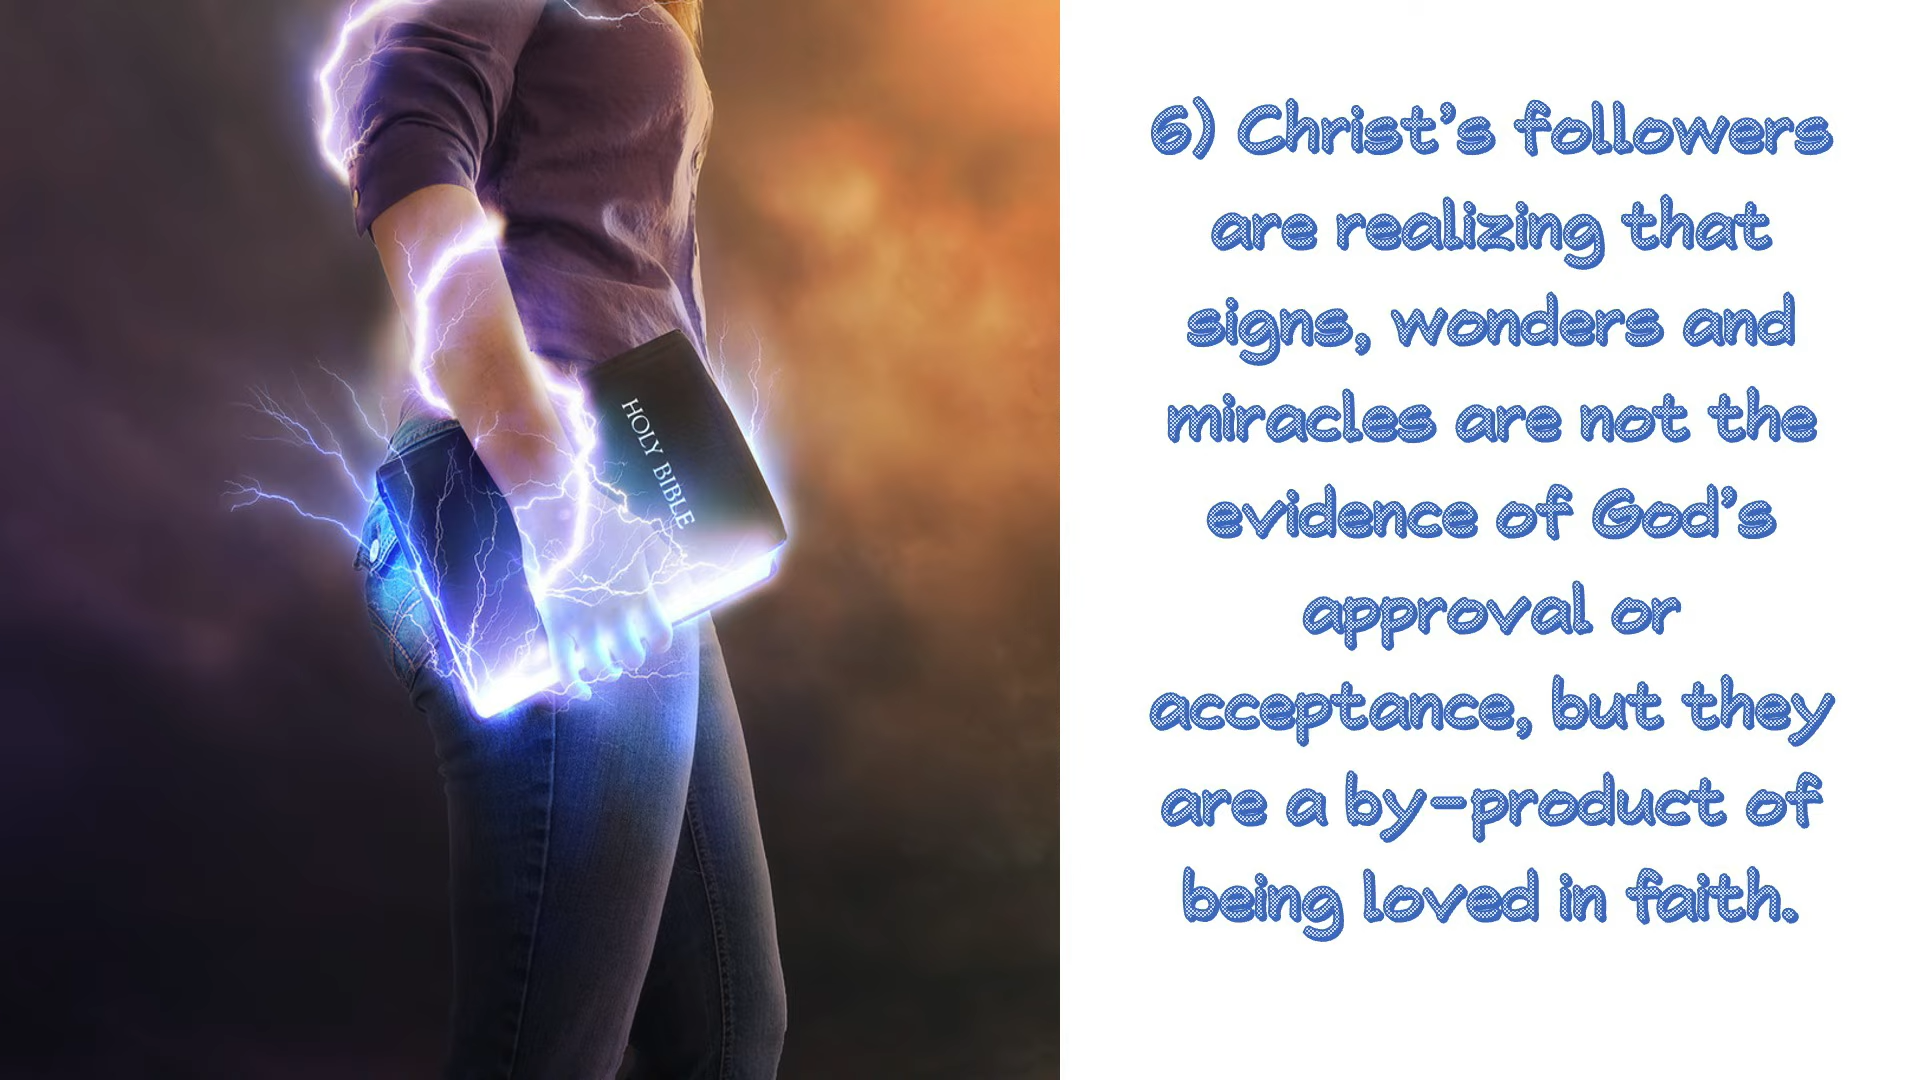 HOLY BIBLE
6) Christ’s followers
are realizing that
signs, wonders and
miracles are not the
evidence of God’s
approval or
acceptance, but they
are a by-product of
being loved in faith.